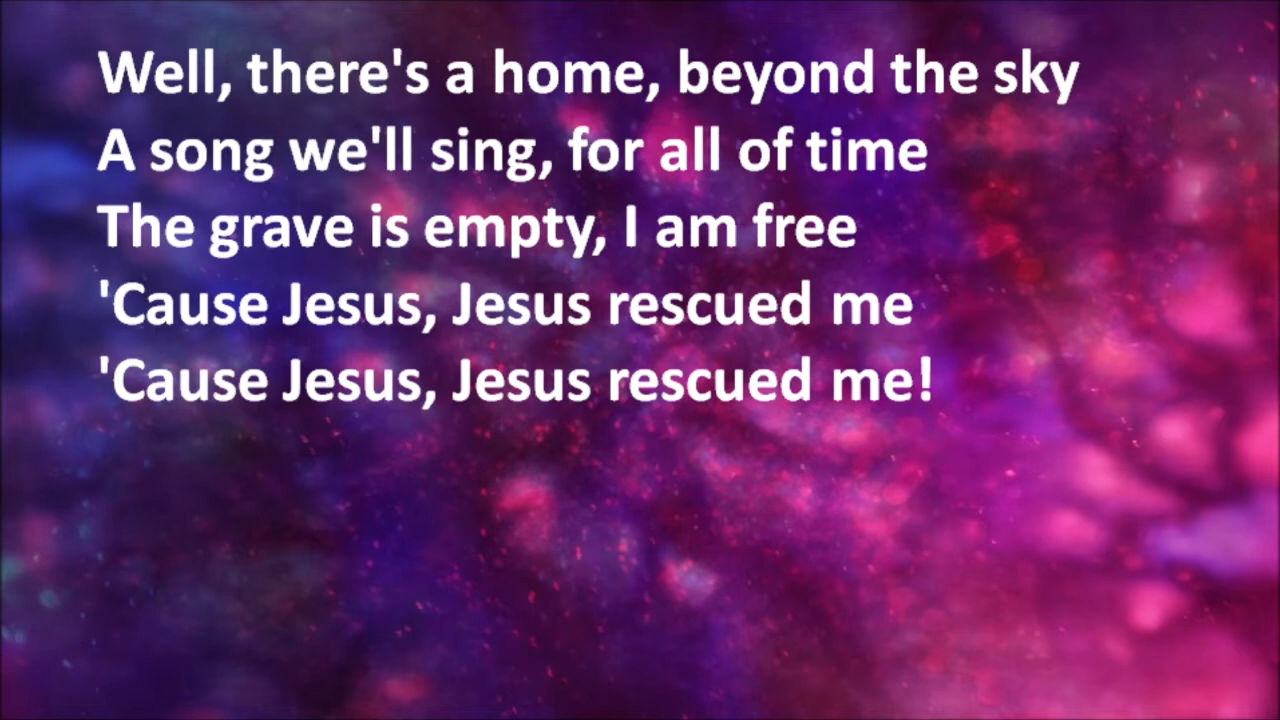 Well, there's a home, beyond the sky
A song we'll sing, for all of time
The grave is empty, I am free
'Cause Jesus, Jesus rescued me
'Cause Jesus, Jesus rescued me!